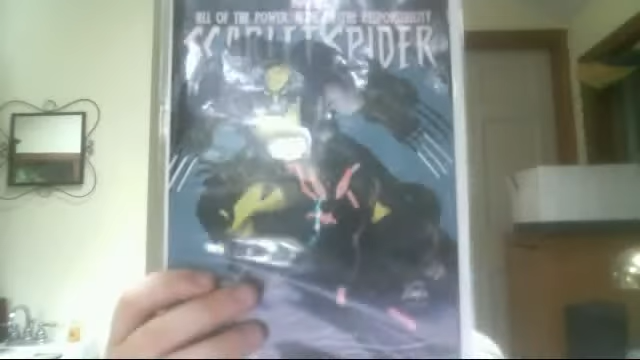 ALL OF THE POWER. NONE OF THE RESPONSIBILITY
SCARLET SPIDER